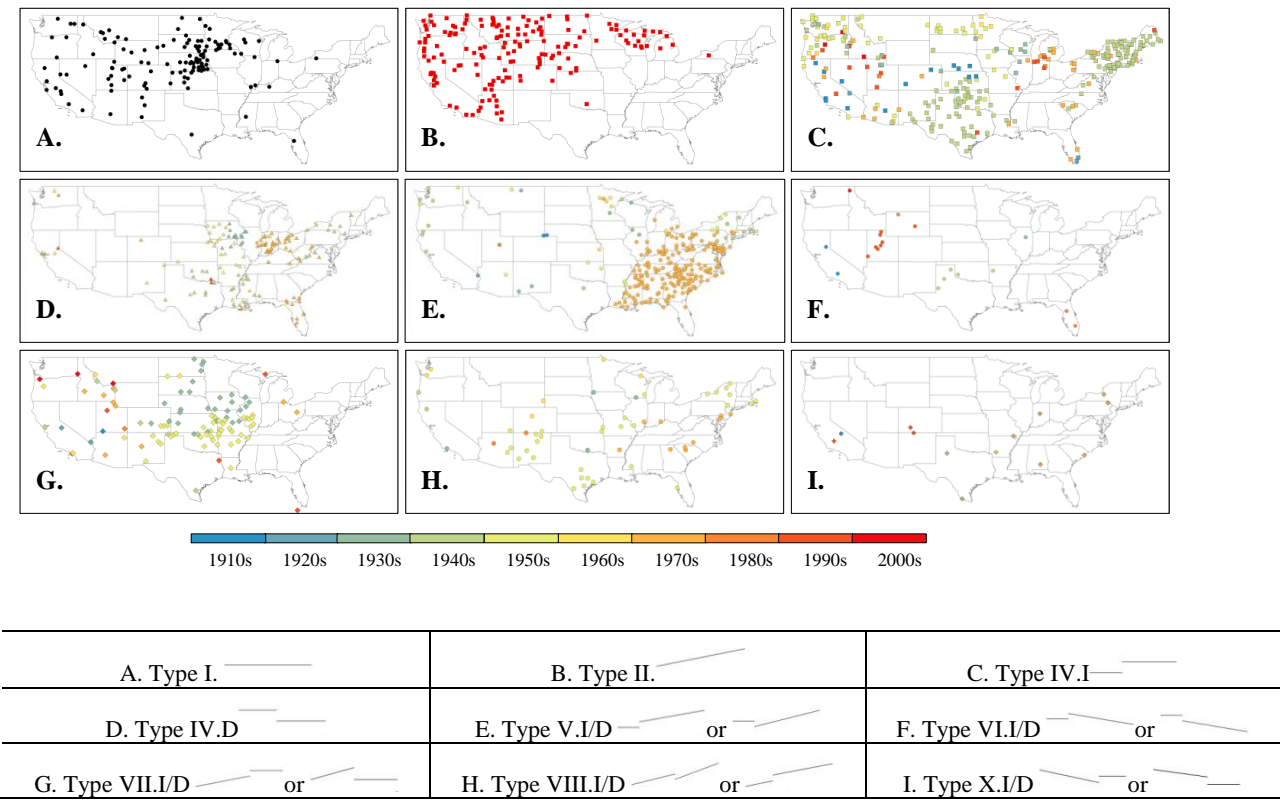 A.
B.
C.
D.
E.
F.
G.
H.
I.
1910s 1920s 1930s 1940s 1950s 1960s 1970s 1980s 1990s 2000s
A. Type I.
B. Type II.
C. Type IV.I
D. Type IV.D
E. Type V.I/D or
F. Type VI.I/D or
G. Type VII.I/D or
H. Type VIII.I/D or
I. Type X.I/D or